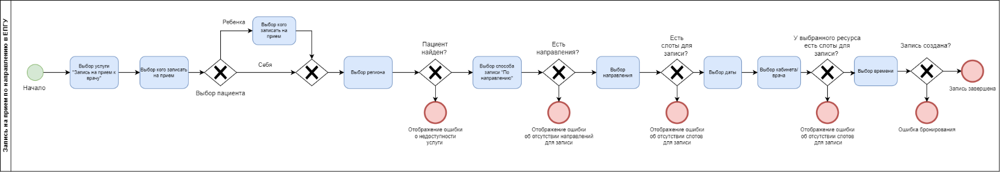 Запись на прием по направлению в ЕПГУ
Начало
Выбор услуги
"Запись на прием к
врачу"
Выбор кого записать
на прием
Выбор пациента
Ребенка
Выбор кого
записать на
прием
Себя
Выбор региона
Пациент
найден?
Отображение ошибки
о недоступности
услуги
Выбор способа
записи "По
направлению"
Есть
направления?
Отображение ошибки
об отсутствии направлений
для записи
Выбор
направления
Есть
слоты для
записи?
Отображение ошибки
об отсутствии слотов
для записи
Выбор даты
Выбор кабинета/
врача
У выбранного ресурса
есть слоты для
записи?
Отображение ошибки
об отсутствии слотов
для записи
Выбор времени
Запись создана?
Ошибка бронирования
Запись завершена